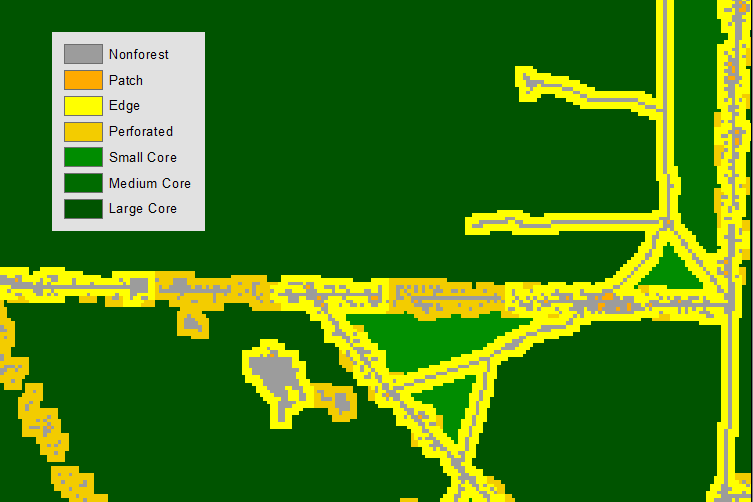 Nonforest
Patch
Edge
Perforated
Small Core
Medium Core
Large Core